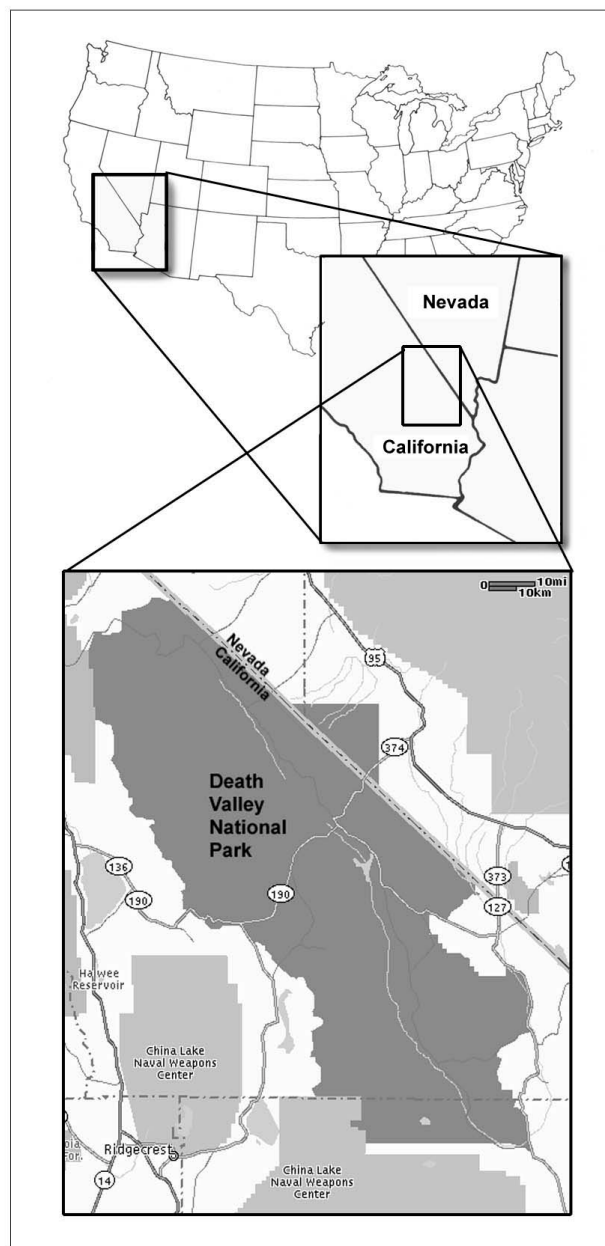 Nevada
California
0 10mi
10km
Nevada
California
95
374
Death
Valley
National
Park
136
190
190
373
127
Reservoir
China Lake
Naval Weapons
Center
Ridgecrest
14
China Lake
Naval Weapons
Center